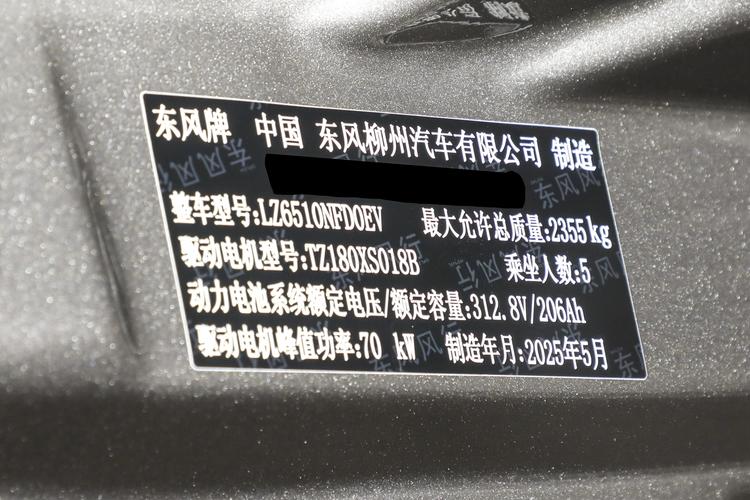 东风牌 中国 东风柳州汽车有限公司 制造
整车型号:LZ6510NFDOEV 最大允许总质量:2355kg
驱动电机型号:TZ180XS018B 乘坐人数:5
动力电池系统额定电压/额定容量:312.8V/206Ah
驱动电机峰值功率:70 kW 制造年月:2025年5月